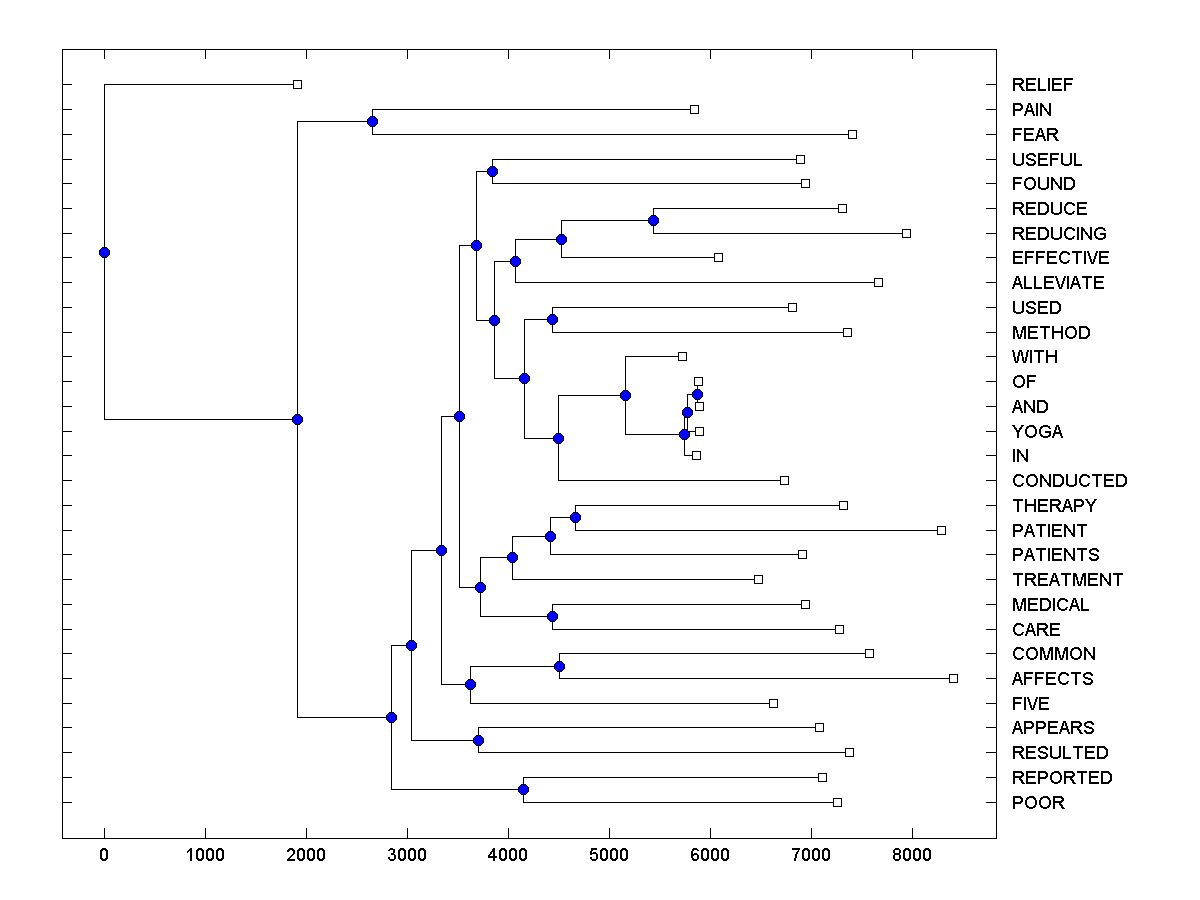 RELIEF
PAIN
FEAR
USEFUL
FOUND
REDUCE
REDUCING
EFFECTIVE
ALLEVIATE
USED
METHOD
WITH
OF
AND
YOGA
IN
CONDUCTED
THERAPY
PATIENT
PATIENTS
TREATMENT
MEDICAL
CARE
COMMON
AFFECTS
FIVE
APPEARS
RESULTED
REPORTED
POOR
0 1000 2000 3000 4000 5000 6000 7000 8000